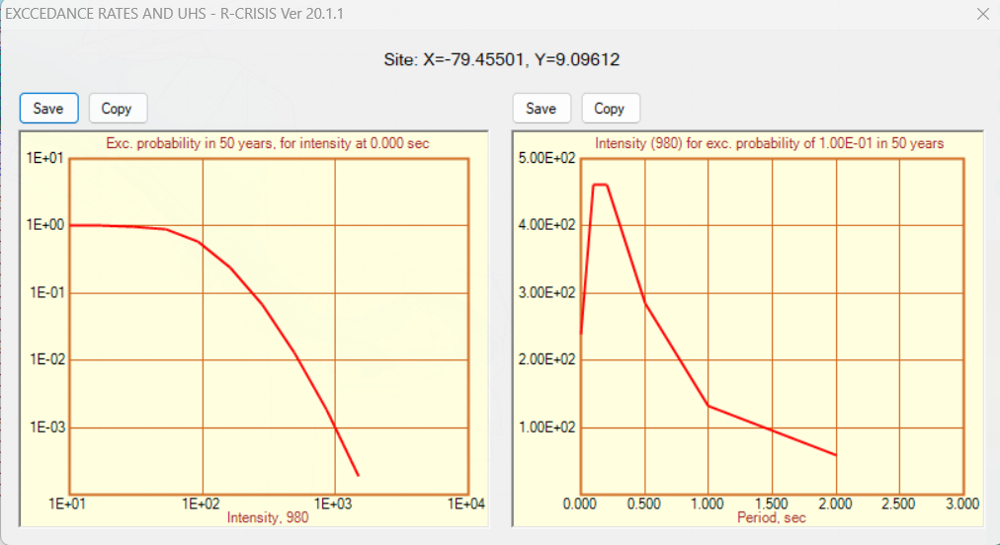 EXCCEDANCE RATES AND UHS - R-CRISIS Ver 20.1.1
Site: X=-79.45501, Y=9.09612
Save Copy
Exc. probability in 50 years, for intensity at 0.000 sec
1E+01
1E+00
1E-01
1E-02
1E-03
1E+01 1E+02 1E+03 1E+04
Intensity, 980
Save Copy
Intensity (980) for exc. probability of 1.00E-01 in 50 years
5.00E+02
4.00E+02
3.00E+02
2.00E+02
1.00E+02
0.000 0.500 1.000 1.500 2.000 2.500 3.000
Period, sec